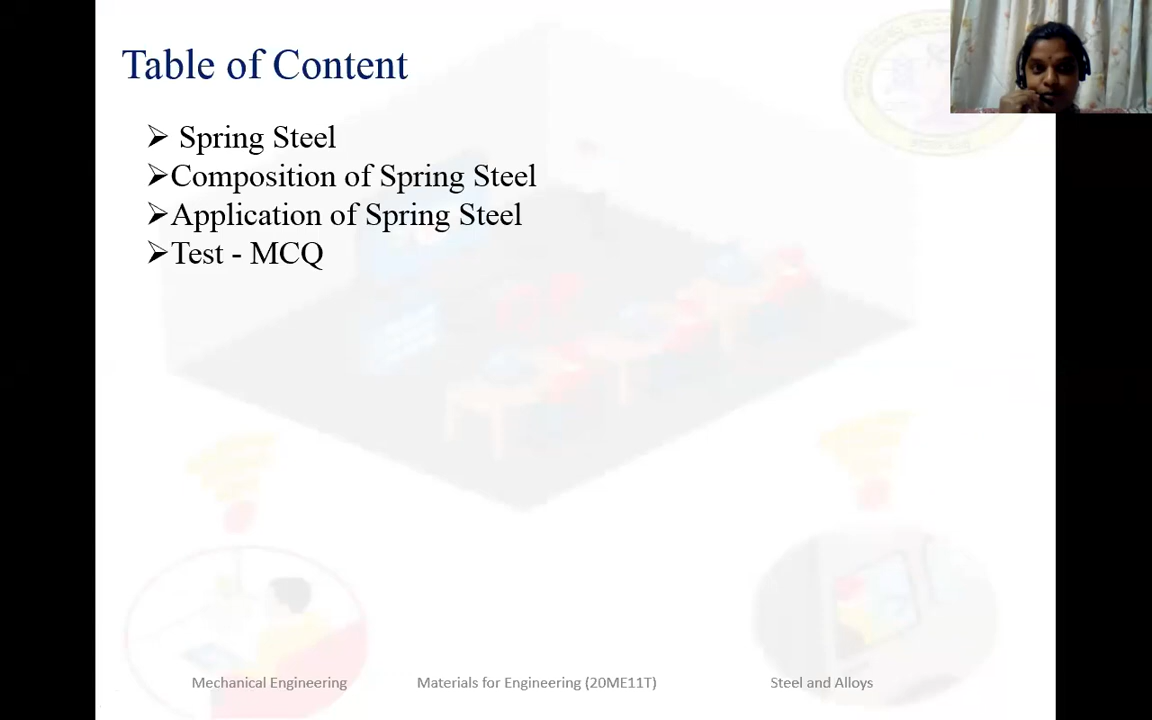 Table of Content
➢ Spring Steel
➢Composition of Spring Steel
➢Application of Spring Steel
➢Test - MCQ
Mechanical Engineering Materials for Engineering (20ME11T) Steel and Alloys